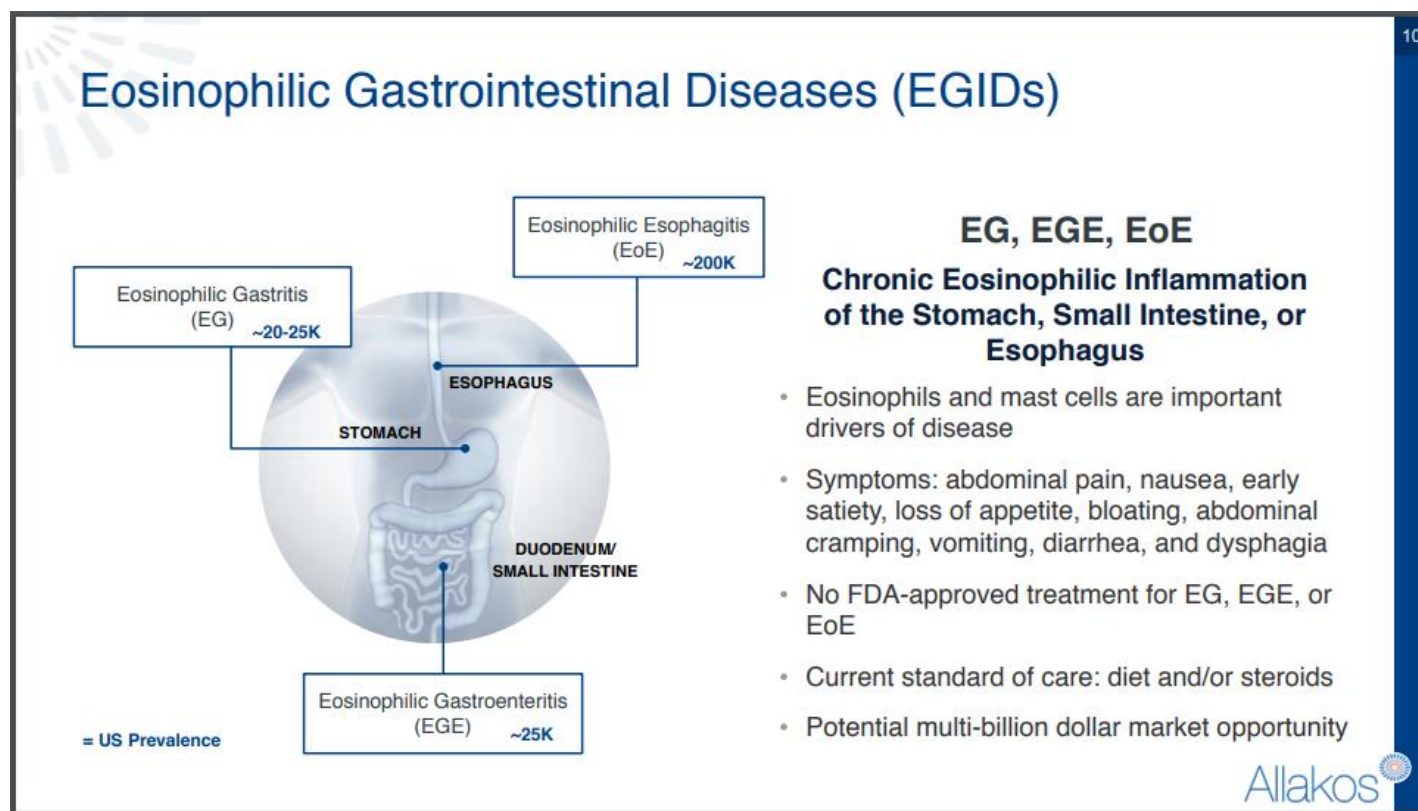 10
Eosinophilic Gastrointestinal Diseases (EGIDs)
Eosinophilic Esophagitis
(EoE) ~200K
Eosinophilic Gastritis
(EG) ~20-25K
ESOPHAGUS
STOMACH
DUODENUM/
SMALL INTESTINE
Eosinophilic Gastroenteritis
(EGE) ~25K
= US Prevalence
EG, EGE, EoE
Chronic Eosinophilic Inflammation
of the Stomach, Small Intestine, or
Esophagus
• Eosinophils and mast cells are important
drivers of disease
• Symptoms: abdominal pain, nausea, early
satiety, loss of appetite, bloating, abdominal
cramping, vomiting, diarrhea, and dysphagia
• No FDA-approved treatment for EG, EGE, or
EoE
• Current standard of care: diet and/or steroids
• Potential multi-billion dollar market opportunity
Allakos